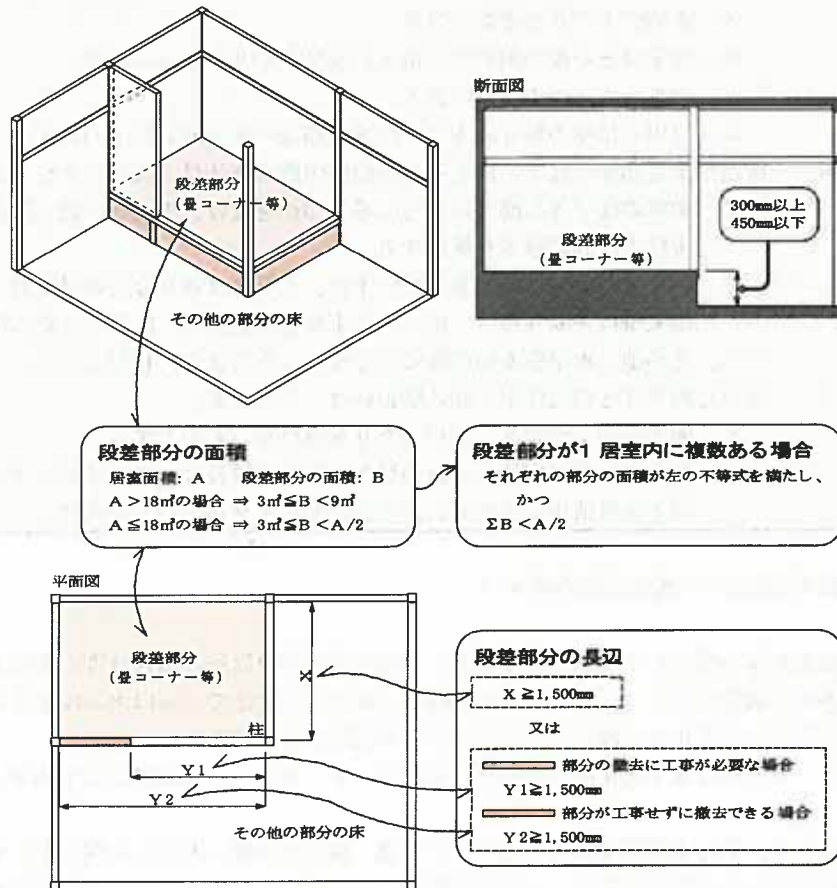 断面図
段差部分
(畳コーナー等)
300mm以上
450mm以下
段差部分
(畳コーナー等)
その他の部分の床
段差部分の面積
居室面積: A 段差部分の面積: B
A>18㎡の場合 ⇒ 3㎡≦B<9㎡
A≦18㎡の場合 ⇒ 3㎡≦B<A/2
段差部分が1居室内に複数ある場合
それぞれの部分の面積が左の不等式を満たし、
かつ
ΣB<A/2
平面図
段差部分
(畳コーナー等)
X
柱
Y1
Y2
その他の部分の床
段差部分の長辺
X≧1,500mm
又は
部分の撤去に工事が必要な場合
Y1≧1,500mm
部分が工事せずに撤去できる場合
Y2≧1,500mm